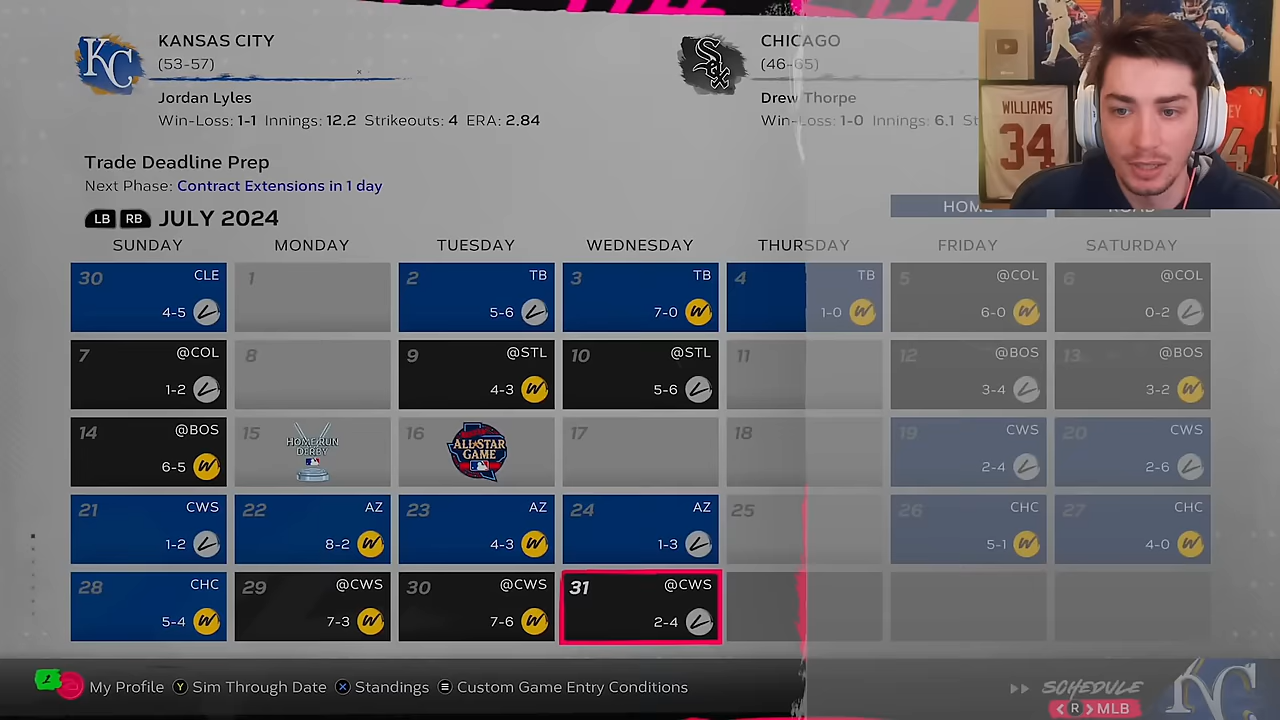 KANSAS CITY
(53-57)
Jordan Lyles
Win-Loss: 1-1 Innings: 12.2 Strikeouts: 4 ERA: 2.84
CHICAGO
(46-65)
Drew Thorpe
Win-Loss: 1-0 Innings: 6.1
WILLIAMS
34
Trade Deadline Prep
Next Phase: Contract Extensions in 1 day
LB RB JULY 2024
HOME ROAD
SUNDAY MONDAY TUESDAY WEDNESDAY THURSDAY FRIDAY SATURDAY
30 CLE 1 2 TB 3 TB 4 TB 5 @COL 6 @COL
4-5 L 5-6 L 7-0 W 1-0 W 6-0 W 0-2 L
7 @COL 8 9 @STL 10 @STL 11 12 @BOS 13 @BOS
1-2 L 4-3 W 5-6 L 3-4 L 3-2 W
14 @BOS 15 HOME RUN DERBY 16 ALL-STAR GAME 17 18 19 CWS 20 CWS
6-5 W 2-4 L 2-6 L
21 CWS 22 AZ 23 AZ 24 AZ 25 26 CHC 27 CHC
1-2 L 8-2 W 4-3 W 1-3 L 5-1 W 4-0 W
28 CHC 29 @CWS 30 @CWS 31 @CWS
5-4 W 7-3 W 7-6 W 2-4 L
L My Profile Y Sim Through Date X Standings Custom Game Entry Conditions
SCHEDULE
R MLB
KC